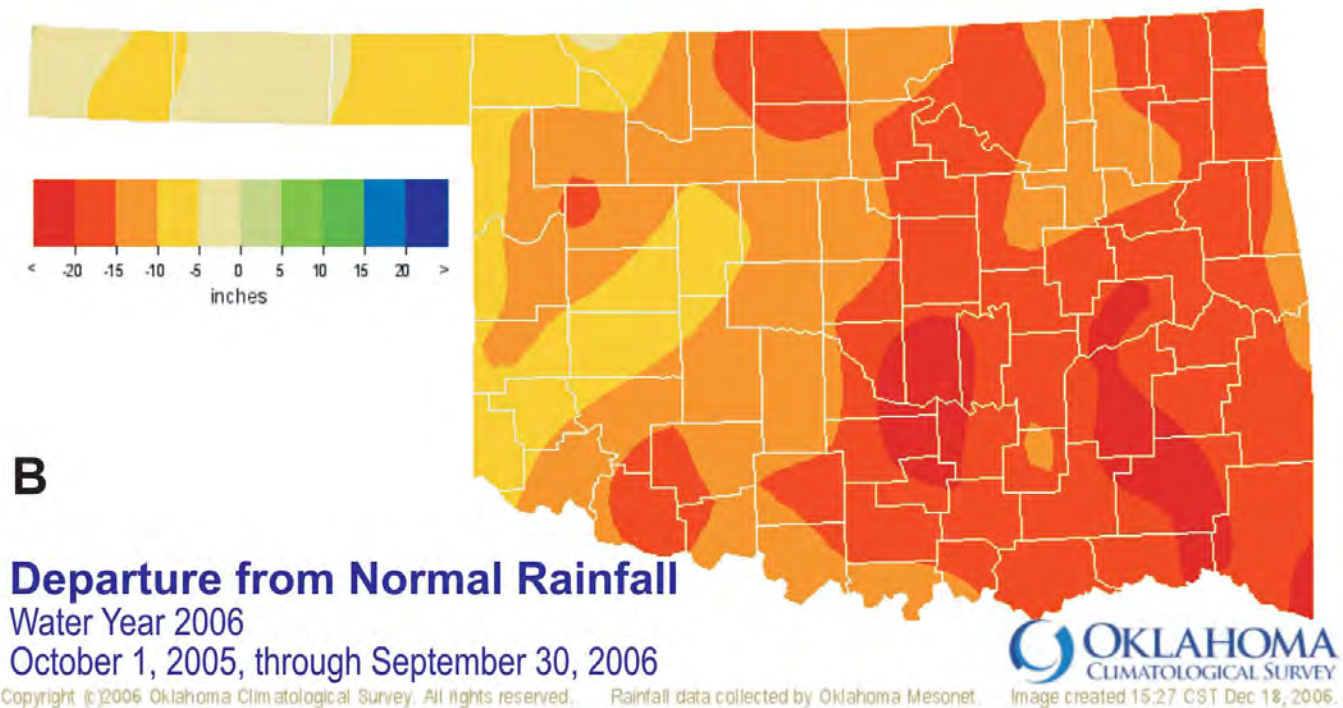 < -20 -15 -10 -5 0 5 10 15 20 >
inches
B
Departure from Normal Rainfall
Water Year 2006
October 1, 2005, through September 30, 2006
OKLAHOMA
CLIMATOLOGICAL SURVEY
Copyright (c)2006 Oklahoma Climatological Survey. All rights reserved. Rainfall data collected by Oklahoma Mesonet. Image created 15:27 CST Dec 18, 2006.